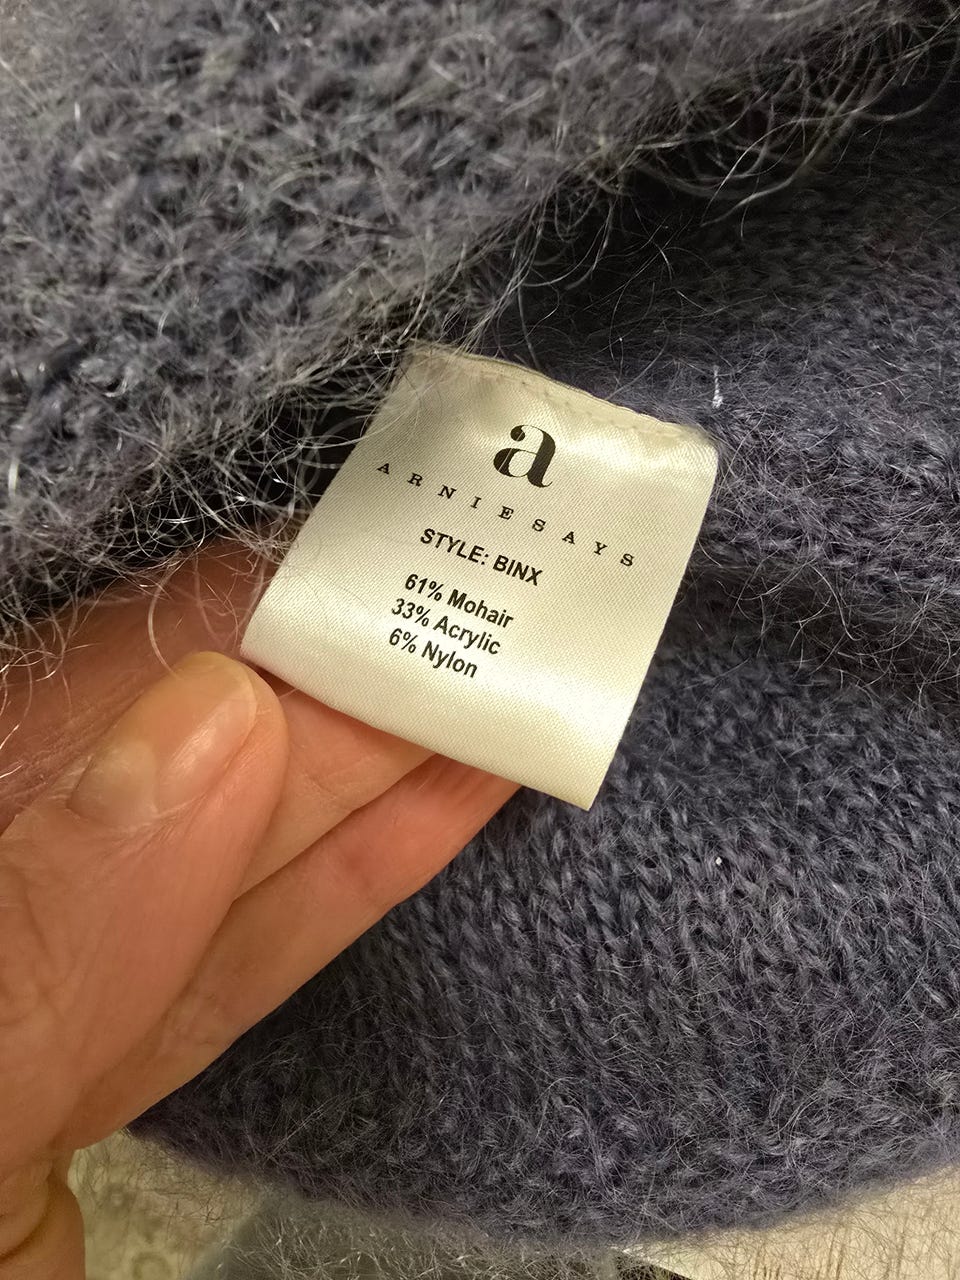 a
ARNIESAYS
STYLE: BINX
61% Mohair
33% Acrylic
6% Nylon